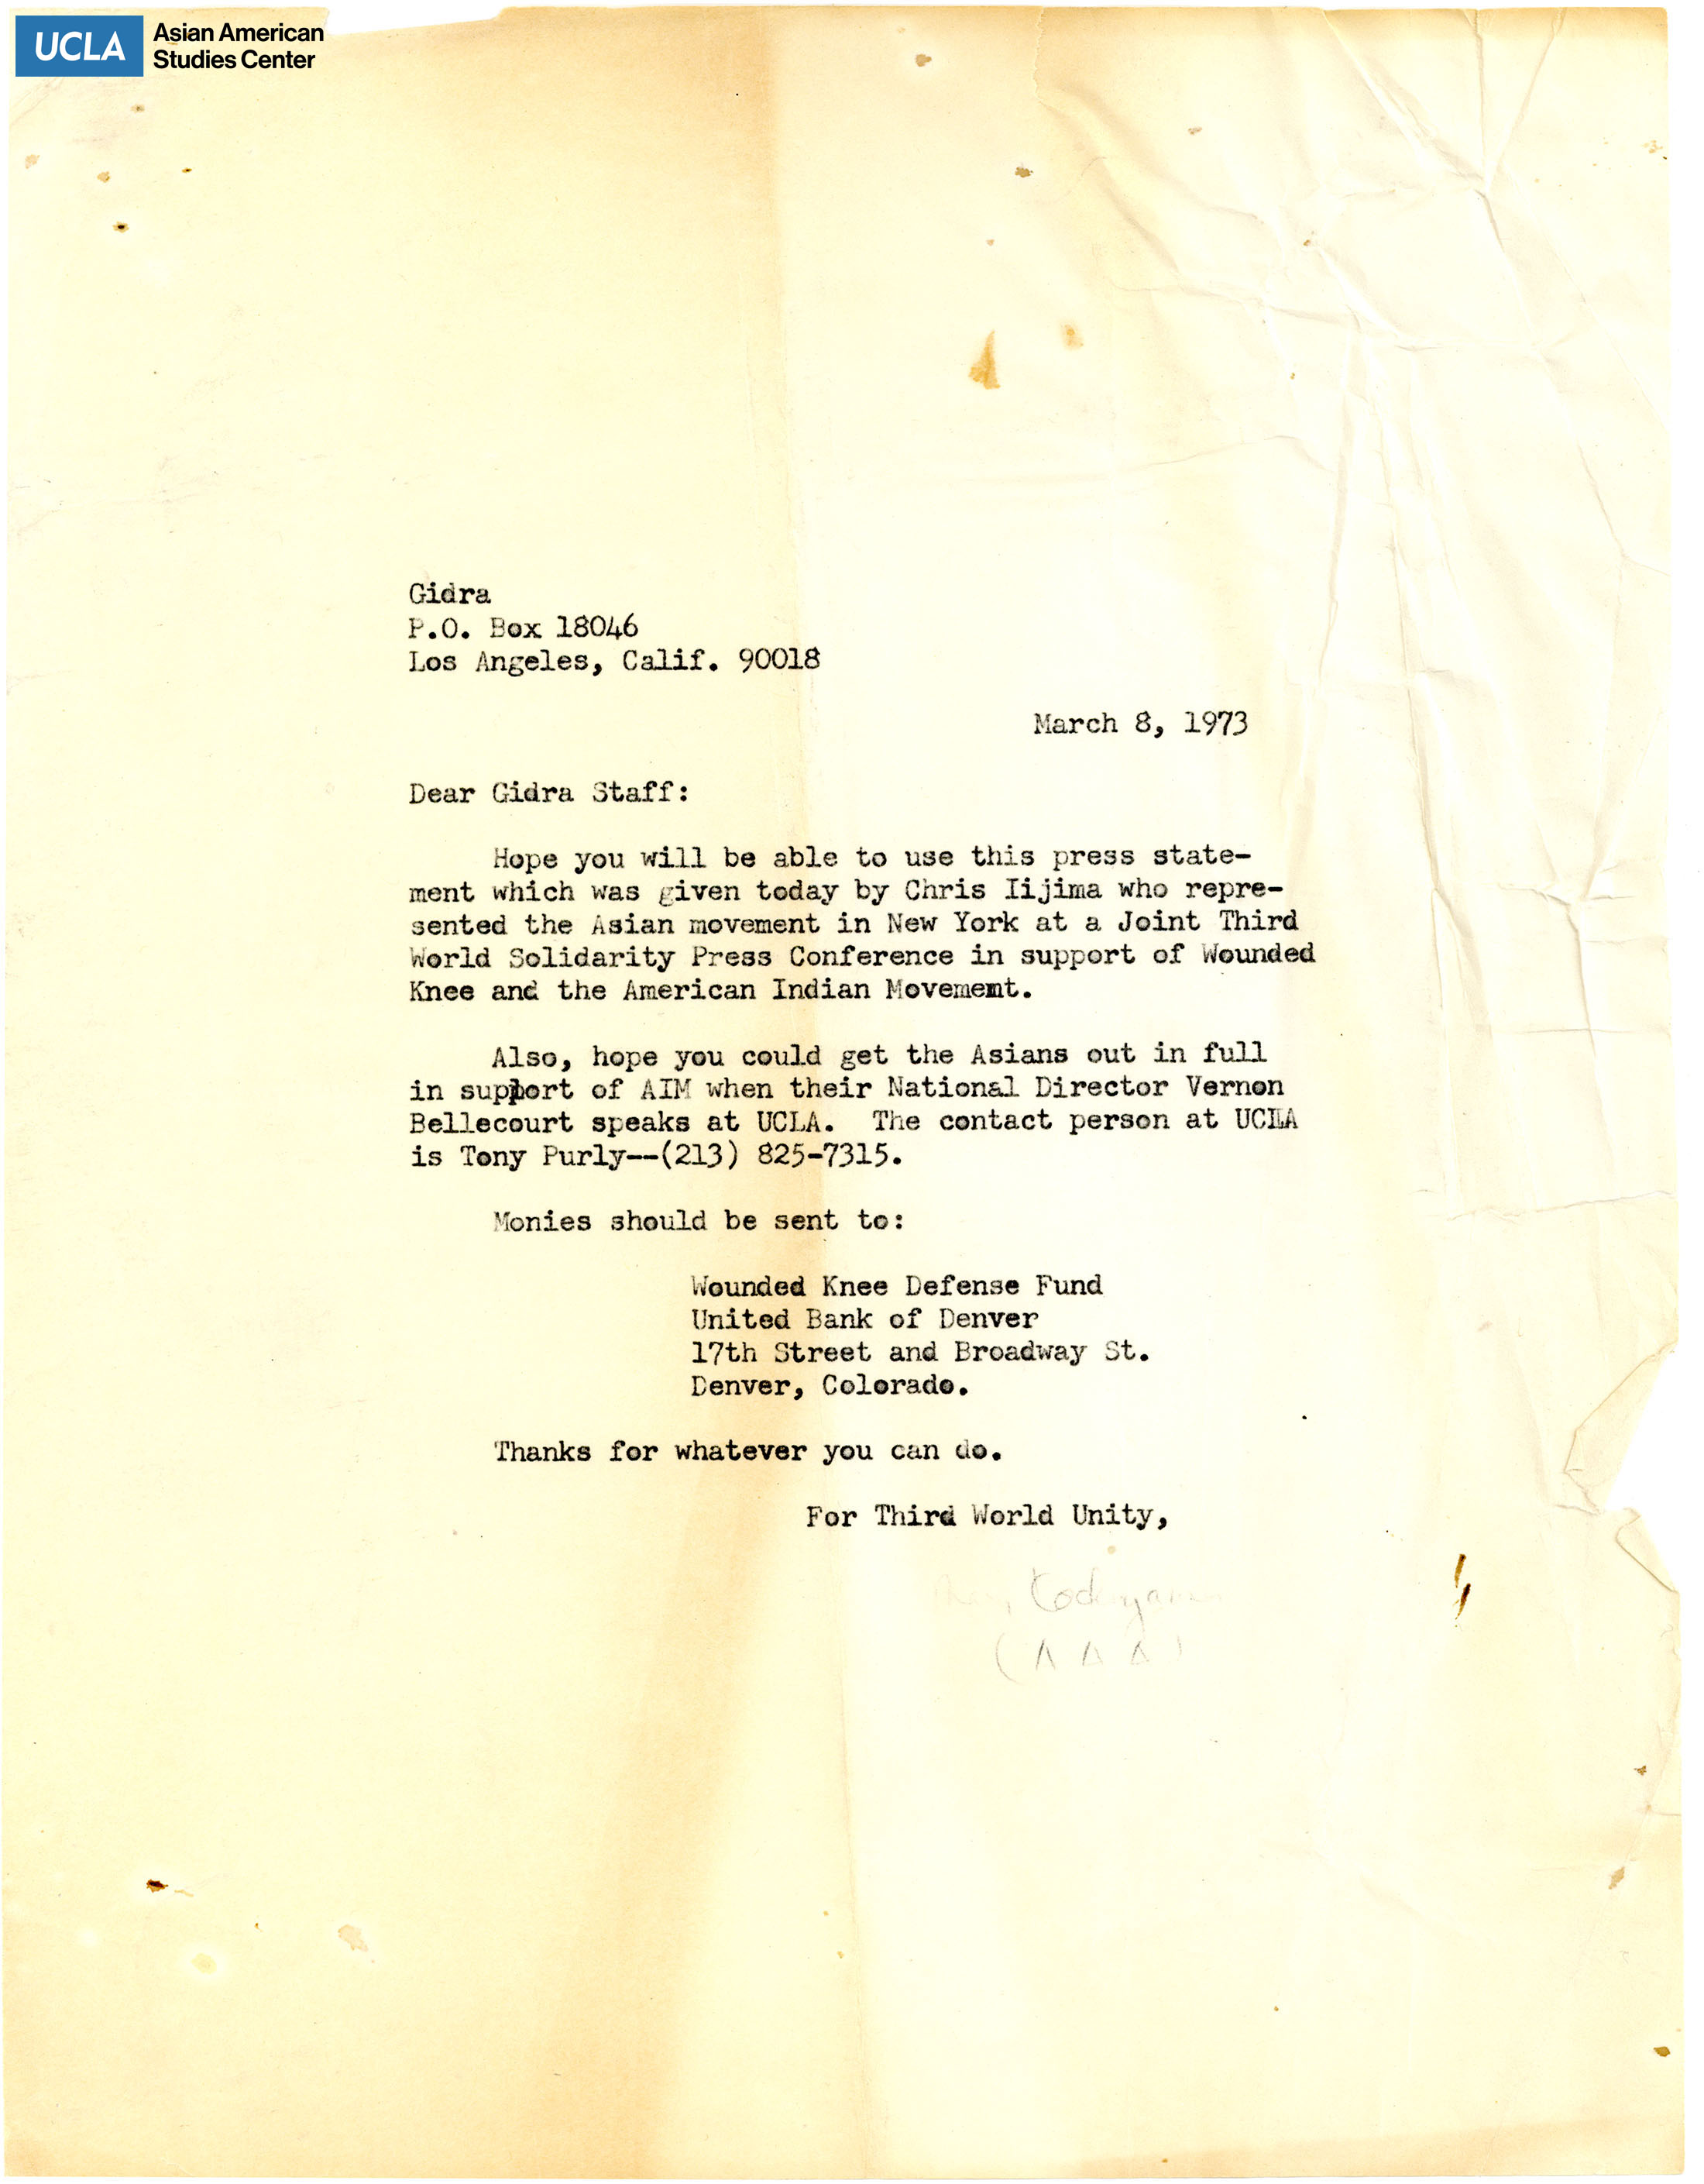 UCLA Asian American
Studies Center
Gidra
P.O. Box 18046
Los Angeles, Calif. 90018
March 8, 1973
Dear Gidra Staff:
Hope you will be able to use this press state-
ment which was given today by Chris Iijima who repre-
sented the Asian movement in New York at a Joint Third
World Solidarity Press Conference in support of Wounded
Knee and the American Indian Movement.
Also, hope you could get the Asians out in full
in support of AIM when their National Director Vernon
Bellecourt speaks at UCLA. The contact person at UCLA
is Tony Purly--(213) 825-7315.
Monies should be sent to:
Wounded Knee Defense Fund
United Bank of Denver
17th Street and Broadway St.
Denver, Colorado.
Thanks for whatever you can do.
For Third World Unity,
(AAA)